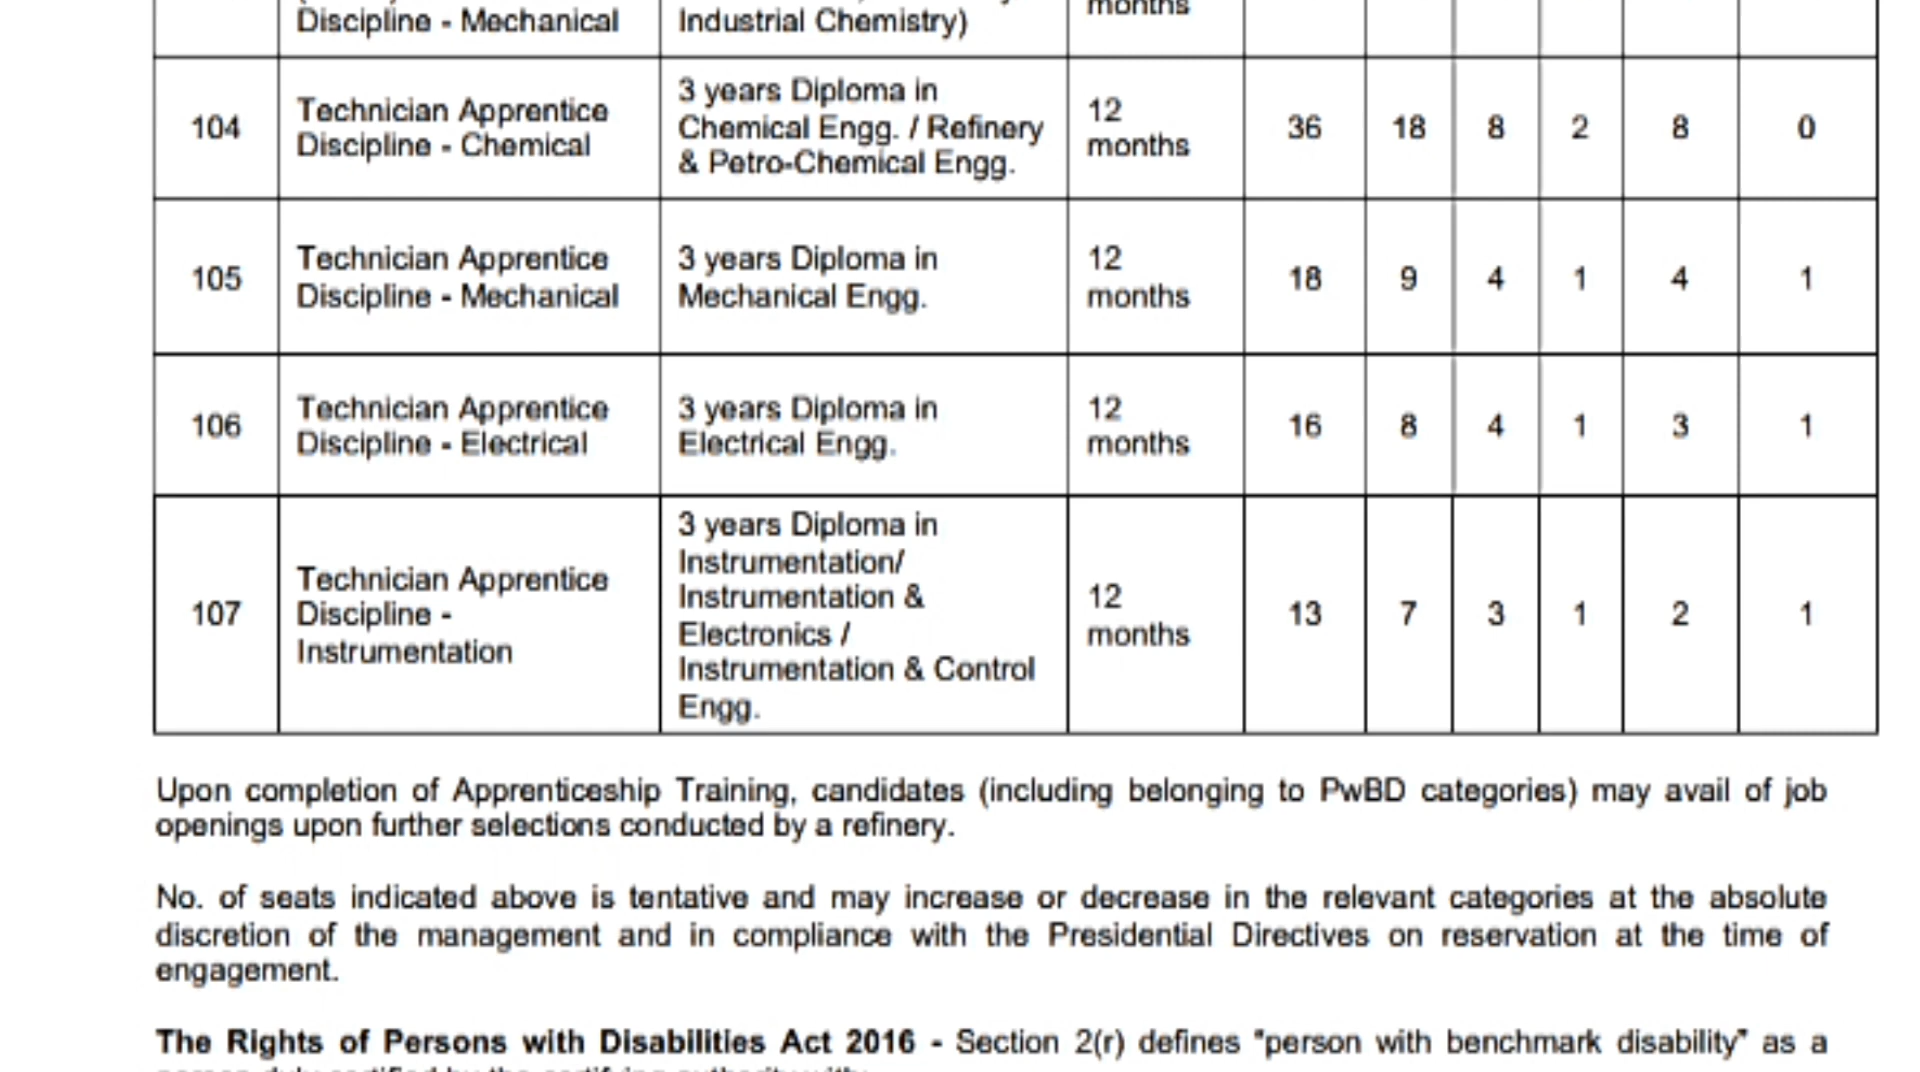 Discipline - Mechanical
Industrial Chemistry)
months
104
Technician Apprentice
Discipline - Chemical
3 years Diploma in
Chemical Engg. / Refinery
& Petro-Chemical Engg.
12
months
36
18
8
2
8
0
105
Technician Apprentice
Discipline - Mechanical
3 years Diploma in
Mechanical Engg.
12
months
18
9
4
1
4
1
106
Technician Apprentice
Discipline - Electrical
3 years Diploma in
Electrical Engg.
12
months
16
8
4
1
3
1
107
Technician Apprentice
Discipline -
Instrumentation
3 years Diploma in
Instrumentation/
Instrumentation &
Electronics /
Instrumentation & Control
Engg.
12
months
13
7
3
1
2
1
Upon completion of Apprenticeship Training, candidates (including belonging to PwBD categories) may avail of job
openings upon further selections conducted by a refinery.
No. of seats indicated above is tentative and may increase or decrease in the relevant categories at the absolute
discretion of the management and in compliance with the Presidential Directives on reservation at the time of
engagement.
The Rights of Persons with Disabilities Act 2016 - Section 2(r) defines "person with benchmark disability" as a